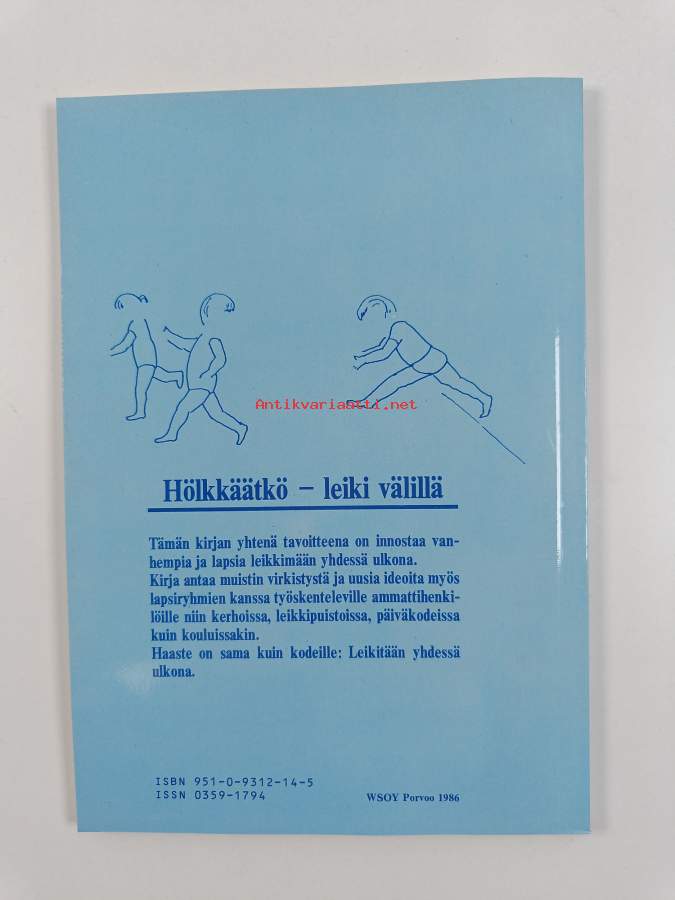 Antikvariaatti.net
Hölkkäätkö – leiki välillä
Tämän kirjan yhtenä tavoitteena on innostaa van-
hempia ja lapsia leikkimään yhdessä ulkona.
Kirja antaa muistin virkistystä ja uusia ideoita myös
lapsiryhmien kanssa työskenteleville ammattihenki-
löille niin kerhoissa, leikkipuistoissa, päiväkodeissa
kuin kouluissakin.
Haaste on sama kuin kodeille: Leikitään yhdessä
ulkona.
ISBN 951-0-9312-14-5
ISSN 0359-1794
WSOY Porvoo 1986